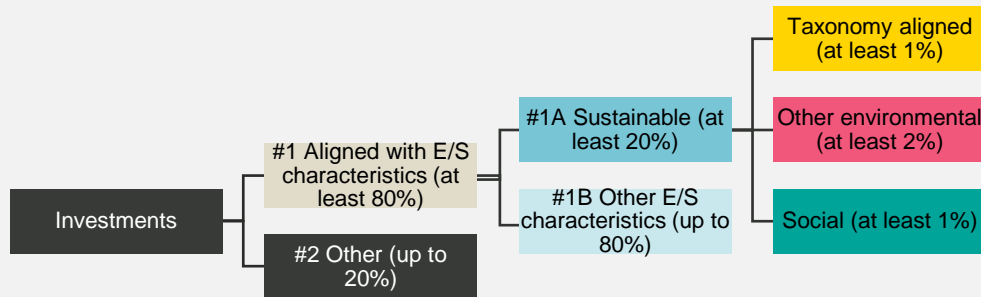 Investments
#1 Aligned with E/S
characteristics (at
least 80%)
#2 Other (up to
20%)
#1A Sustainable (at
least 20%)
#1B Other E/S
characteristics (up to
80%)
Taxonomy aligned
(at least 1%)
Other environmental
(at least 2%)
Social (at least 1%)